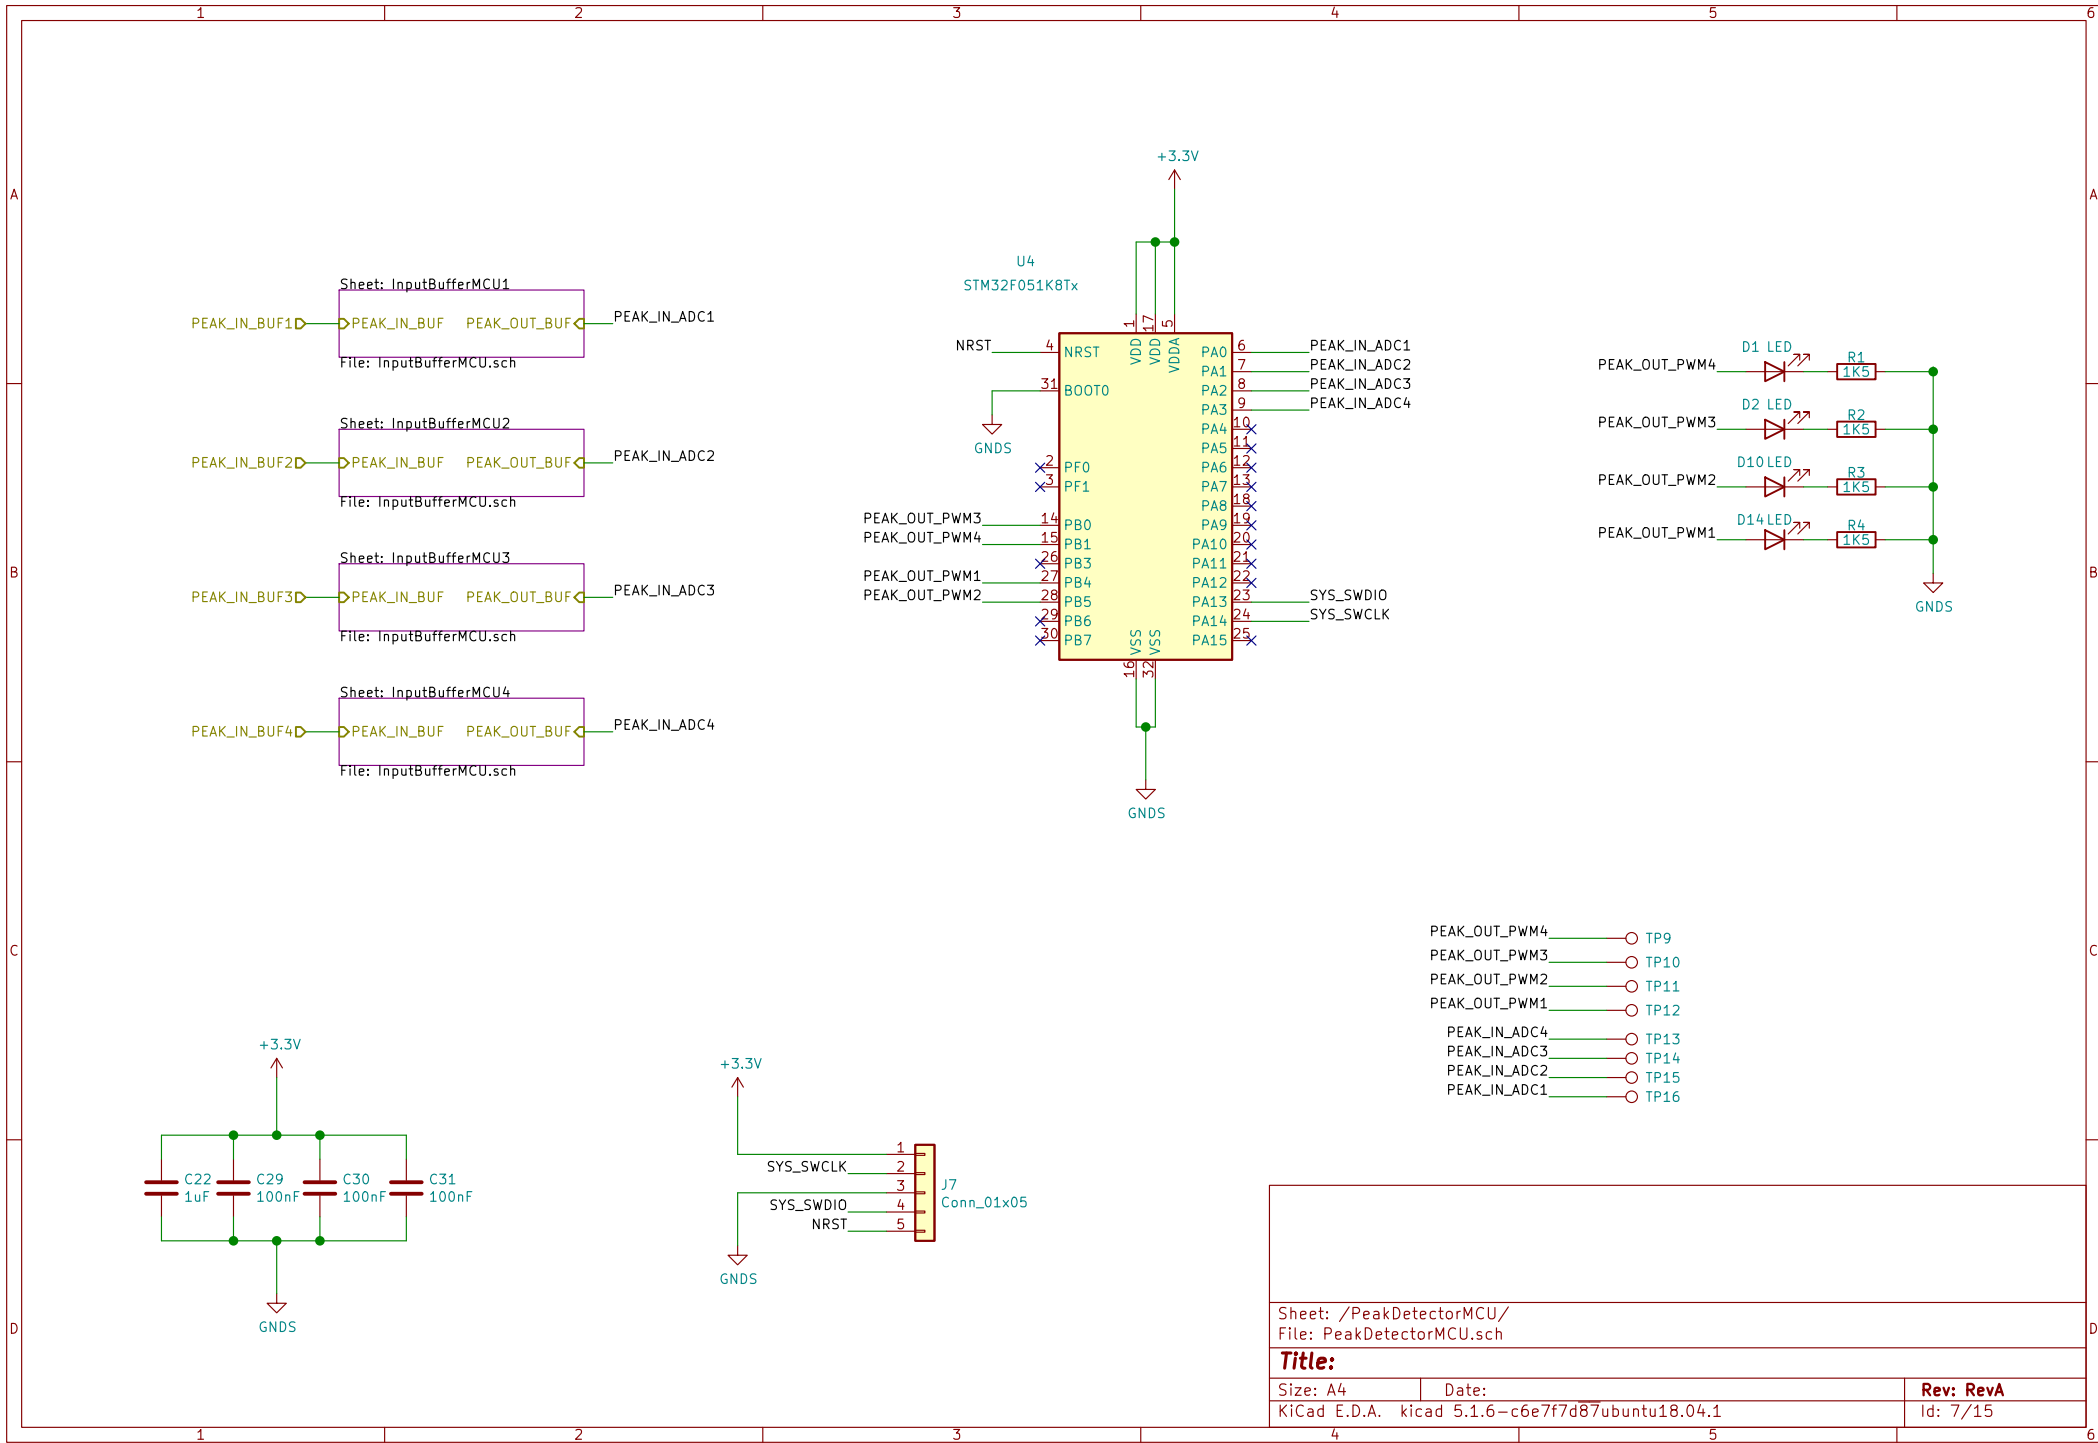 1 2 3 4 5 6
A
B
C
D
A
B
C
D
Sheet: InputBufferMCU1
PEAK_IN_BUF1 PEAK_IN_BUF PEAK_OUT_BUF PEAK_IN_ADC1
File: InputBufferMCU.sch
Sheet: InputBufferMCU2
PEAK_IN_BUF2 PEAK_IN_BUF PEAK_OUT_BUF PEAK_IN_ADC2
File: InputBufferMCU.sch
Sheet: InputBufferMCU3
PEAK_IN_BUF3 PEAK_IN_BUF PEAK_OUT_BUF PEAK_IN_ADC3
File: InputBufferMCU.sch
Sheet: InputBufferMCU4
PEAK_IN_BUF4 PEAK_IN_BUF PEAK_OUT_BUF PEAK_IN_ADC4
File: InputBufferMCU.sch
+3.3V
U4
STM32F051K8Tx
1 17 5
VDD VDD VDDA
NRST 4 NRST
31 BOOT0
GNDS
2 PF0
3 PF1
PEAK_OUT_PWM3 14 PB0
PEAK_OUT_PWM4 15 PB1
26 PB3
PEAK_OUT_PWM1 27 PB4
PEAK_OUT_PWM2 28 PB5
29 PB6
30 PB7
PA0 6 PEAK_IN_ADC1
PA1 7 PEAK_IN_ADC2
PA2 8 PEAK_IN_ADC3
PA3 9 PEAK_IN_ADC4
PA4 10
PA5 11
PA6 12
PA7 13
PA8 18
PA9 19
PA10 20
PA11 21
PA12 22
PA13 23 SYS_SWDIO
PA14 24 SYS_SWCLK
PA15 25
VSS VSS
16 32
GNDS
D1 LED R1
PEAK_OUT_PWM4 1K5
D2 LED R2
PEAK_OUT_PWM3 1K5
D10 LED R3
PEAK_OUT_PWM2 1K5
D14 LED R4
PEAK_OUT_PWM1 1K5
GNDS
PEAK_OUT_PWM4 TP9
PEAK_OUT_PWM3 TP10
PEAK_OUT_PWM2 TP11
PEAK_OUT_PWM1 TP12
PEAK_IN_ADC4 TP13
PEAK_IN_ADC3 TP14
PEAK_IN_ADC2 TP15
PEAK_IN_ADC1 TP16
+3.3V
C22 C29 C30 C31
1uF 100nF 100nF 100nF
GNDS
+3.3V
1
SYS_SWCLK 2
3
SYS_SWDIO 4
NRST 5
J7
Conn_01x05
GNDS
Sheet: /PeakDetectorMCU/
File: PeakDetectorMCU.sch
Title:
Size: A4 Date: Rev: RevA
KiCad E.D.A. kicad 5.1.6-c6e7f7d87ubuntu18.04.1 Id: 7/15
1 2 3 4 5 6